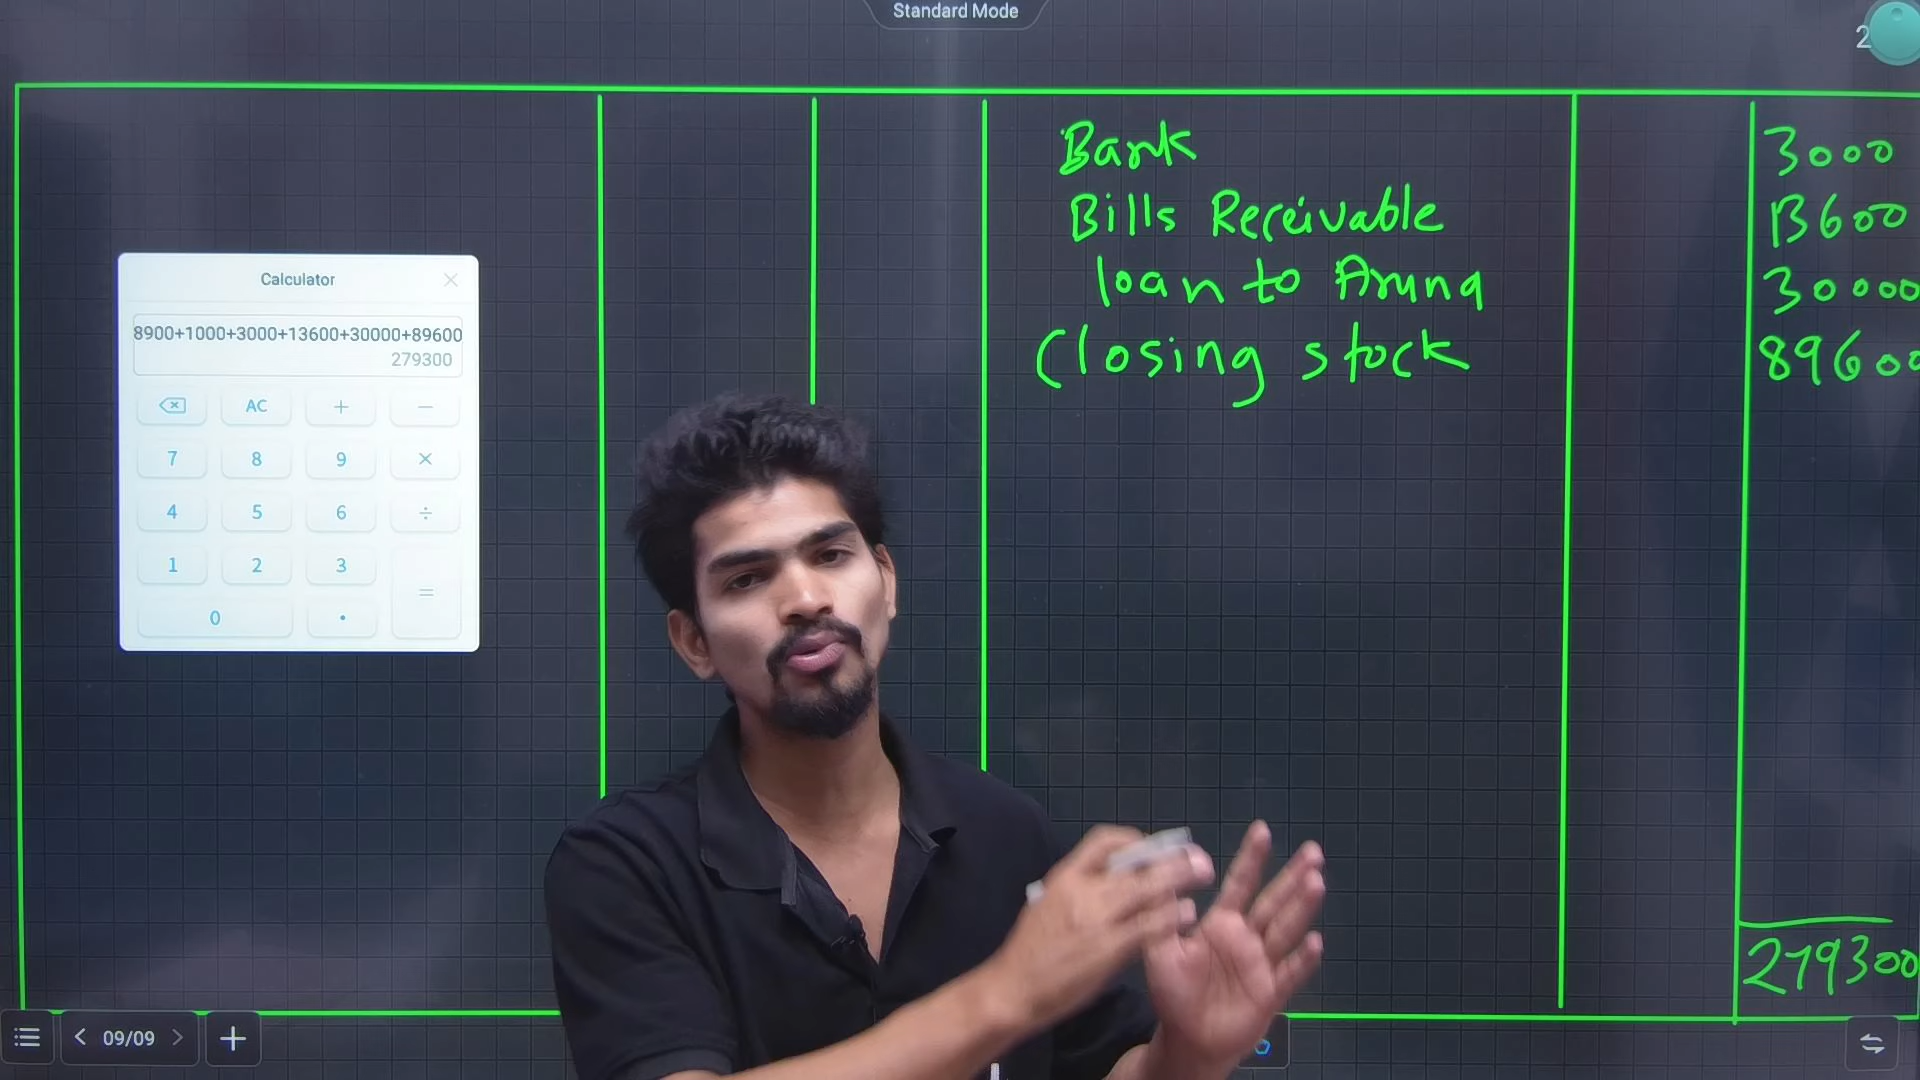 Standard Mode
2
Bank 3000
Bills Receivable 13600
loan to Aruna 30000
Closing stock 89600
Calculator
8900+1000+3000+13600+30000+89600
279300
AC + −
7 8 9 ×
4 5 6 ÷
1 2 3 =
0 .
279300
09/09 +